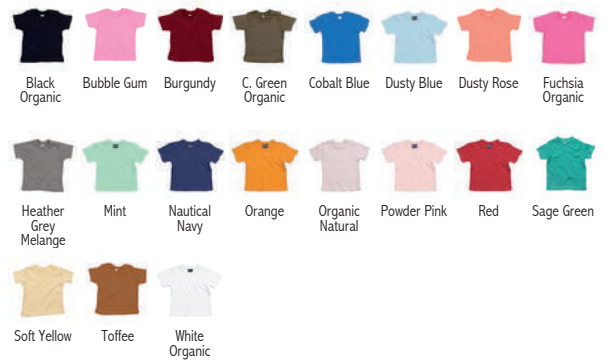 Black
Organic
Bubble Gum
Burgundy
C. Green
Organic
Cobalt Blue
Dusty Blue
Dusty Rose
Fuchsia
Organic
Heather
Grey
Melange
Mint
Nautical
Navy
Orange
Organic
Natural
Powder Pink
Red
Sage Green
Soft Yellow
Toffee
White
Organic